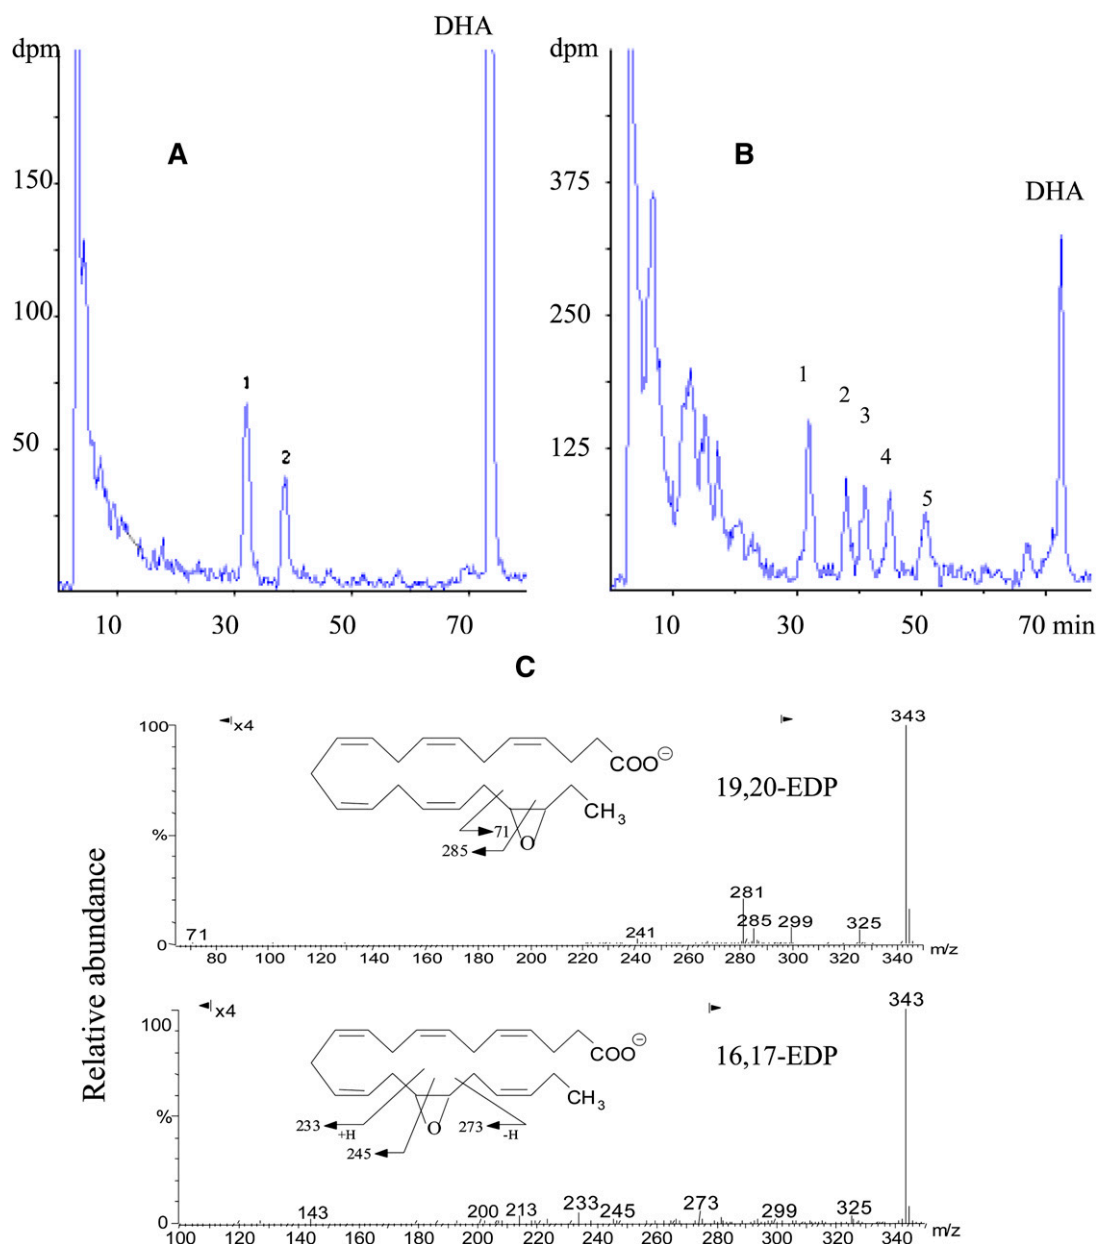 DHA
dpm
A
150
100
50
1
2
10
30
50
70
dpm
B
DHA
375
250
125
1
2
3
4
5
10
30
50
70 min
C
Relative abundance
100
%
0
x4
COO⊖
CH3
O
71
285
19,20-EDP
343
71
241
281
285
299
325
80 100 120 140 160 180 200 220 240 260 280 300 320 340
m/z
100
%
0
x4
COO⊖
CH3
O
233
+H
245
273
-H
16,17-EDP
343
143
200
213
233
245
273
299
325
100 120 140 160 180 200 220 240 260 280 300 320 340
m/z